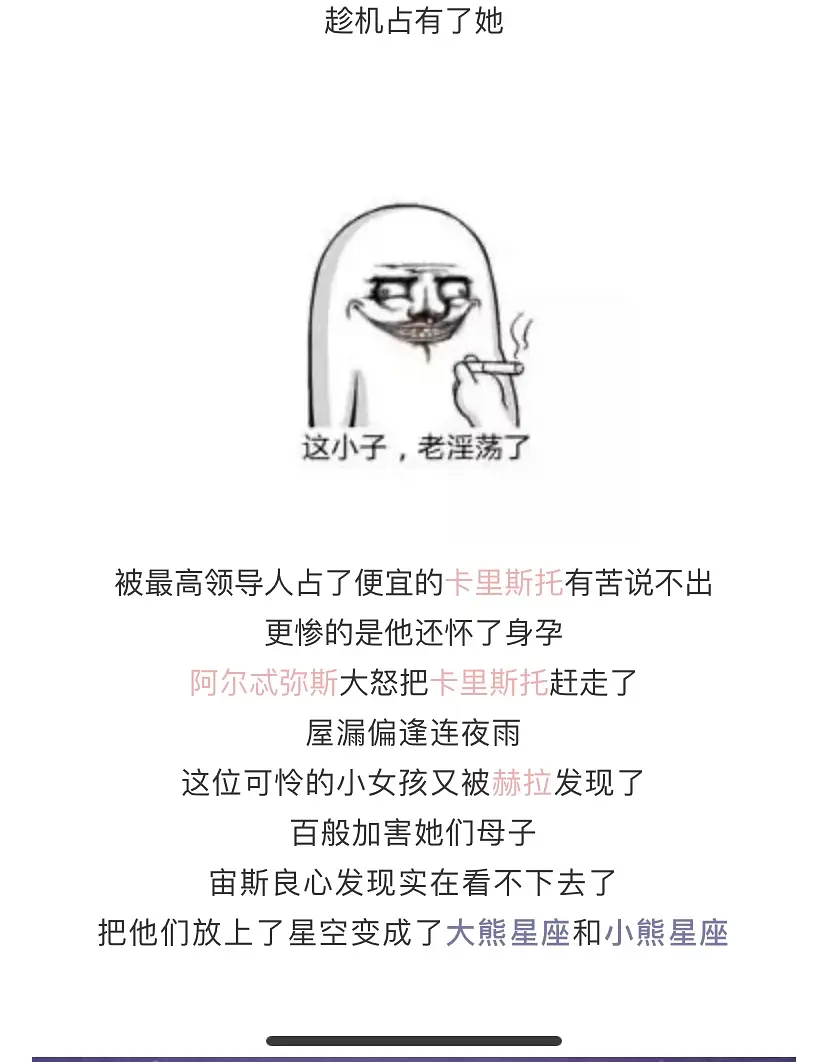 趁机占有了她
这小子，老淫荡了
被最高领导人占了便宜的卡里斯托有苦说不出
更惨的是他还怀了身孕
阿尔忒弥斯大怒把卡里斯托赶走了
屋漏偏逢连夜雨
这位可怜的小女孩又被赫拉发现了
百般加害她们母子
宙斯良心发现实在看不下去了
把他们放上了星空变成了大熊星座和小熊星座